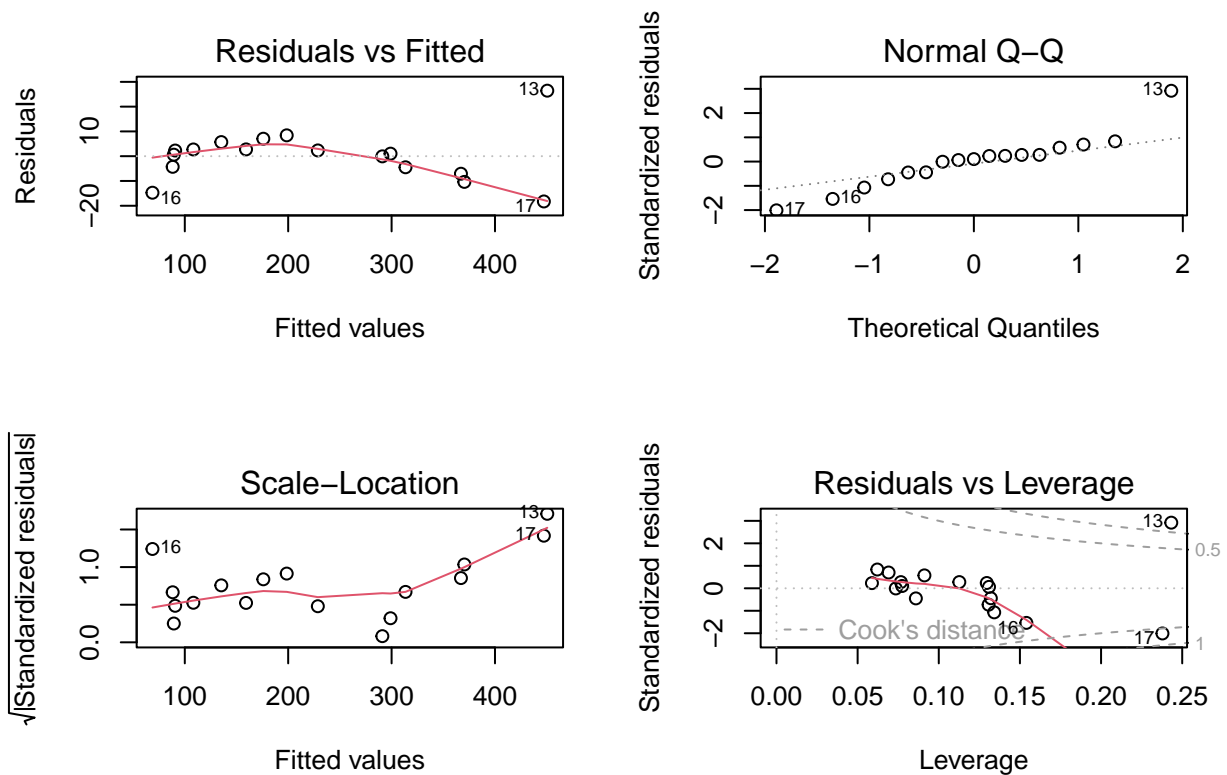 Residuals vs Fitted
Residuals
10
−20
13
16
17
100 200 300 400
Fitted values
Normal Q−Q
Standardized residuals
2
0
−2
13
16
17
−2 −1 0 1 2
Theoretical Quantiles
Scale−Location
√|Standardized residuals|
1.0
0.0
13
17
16
100 200 300 400
Fitted values
Residuals vs Leverage
Standardized residuals
2
0
−2
13
0.5
16
Cook's distance
17
1
0.00 0.05 0.10 0.15 0.20 0.25
Leverage